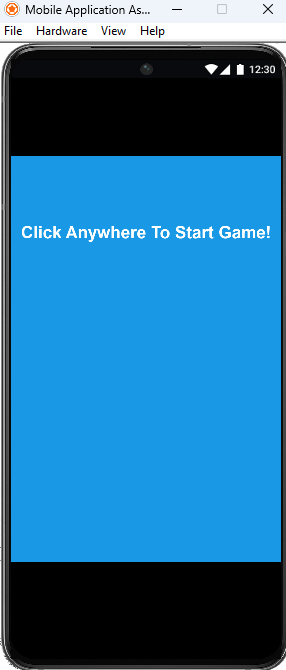 Mobile Application As...
File Hardware View Help
12:30
Click Anywhere To Start Game!